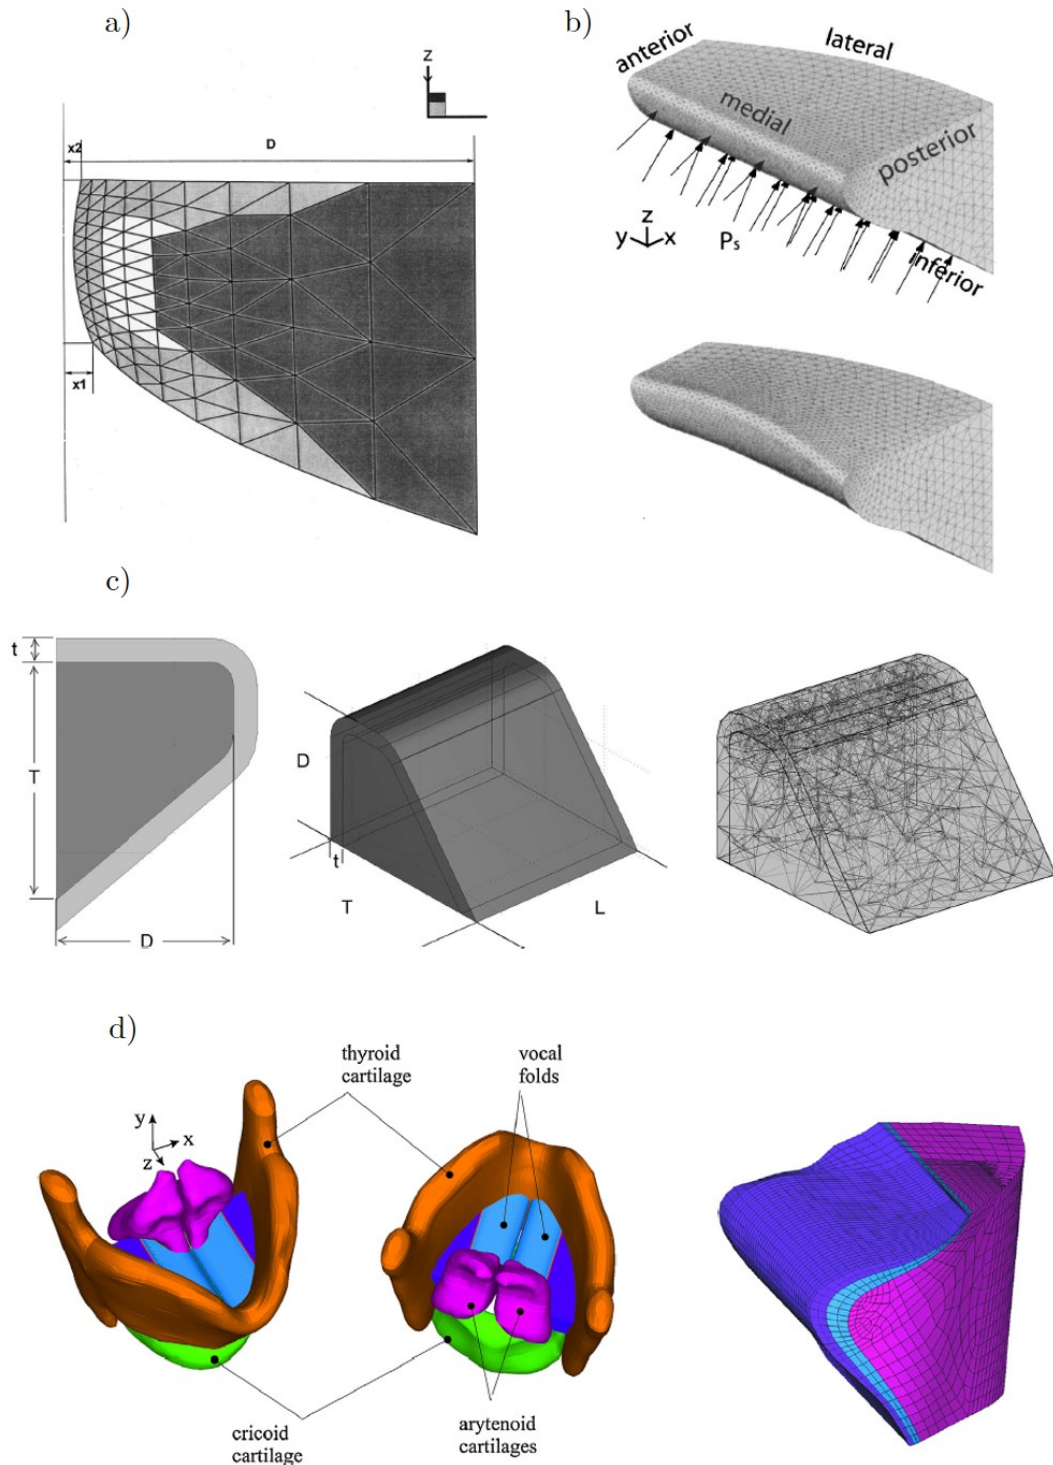 a)
z
x2
D
x1
b)
anterior
lateral
medial
posterior
z
y
x
Ps
inferior
c)
t
T
D
D
t
T
L
d)
thyroid
cartilage
vocal
folds
y
x
z
cricoid
cartilage
arytenoid
cartilages